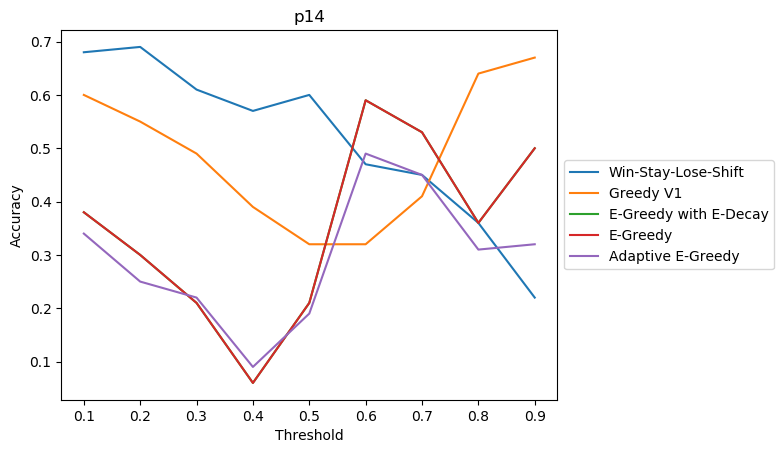 p14
0.7
0.6
0.5
0.4
0.3
0.2
0.1
Accuracy
0.1 0.2 0.3 0.4 0.5 0.6 0.7 0.8 0.9
Threshold
Win-Stay-Lose-Shift
Greedy V1
E-Greedy with E-Decay
E-Greedy
Adaptive E-Greedy